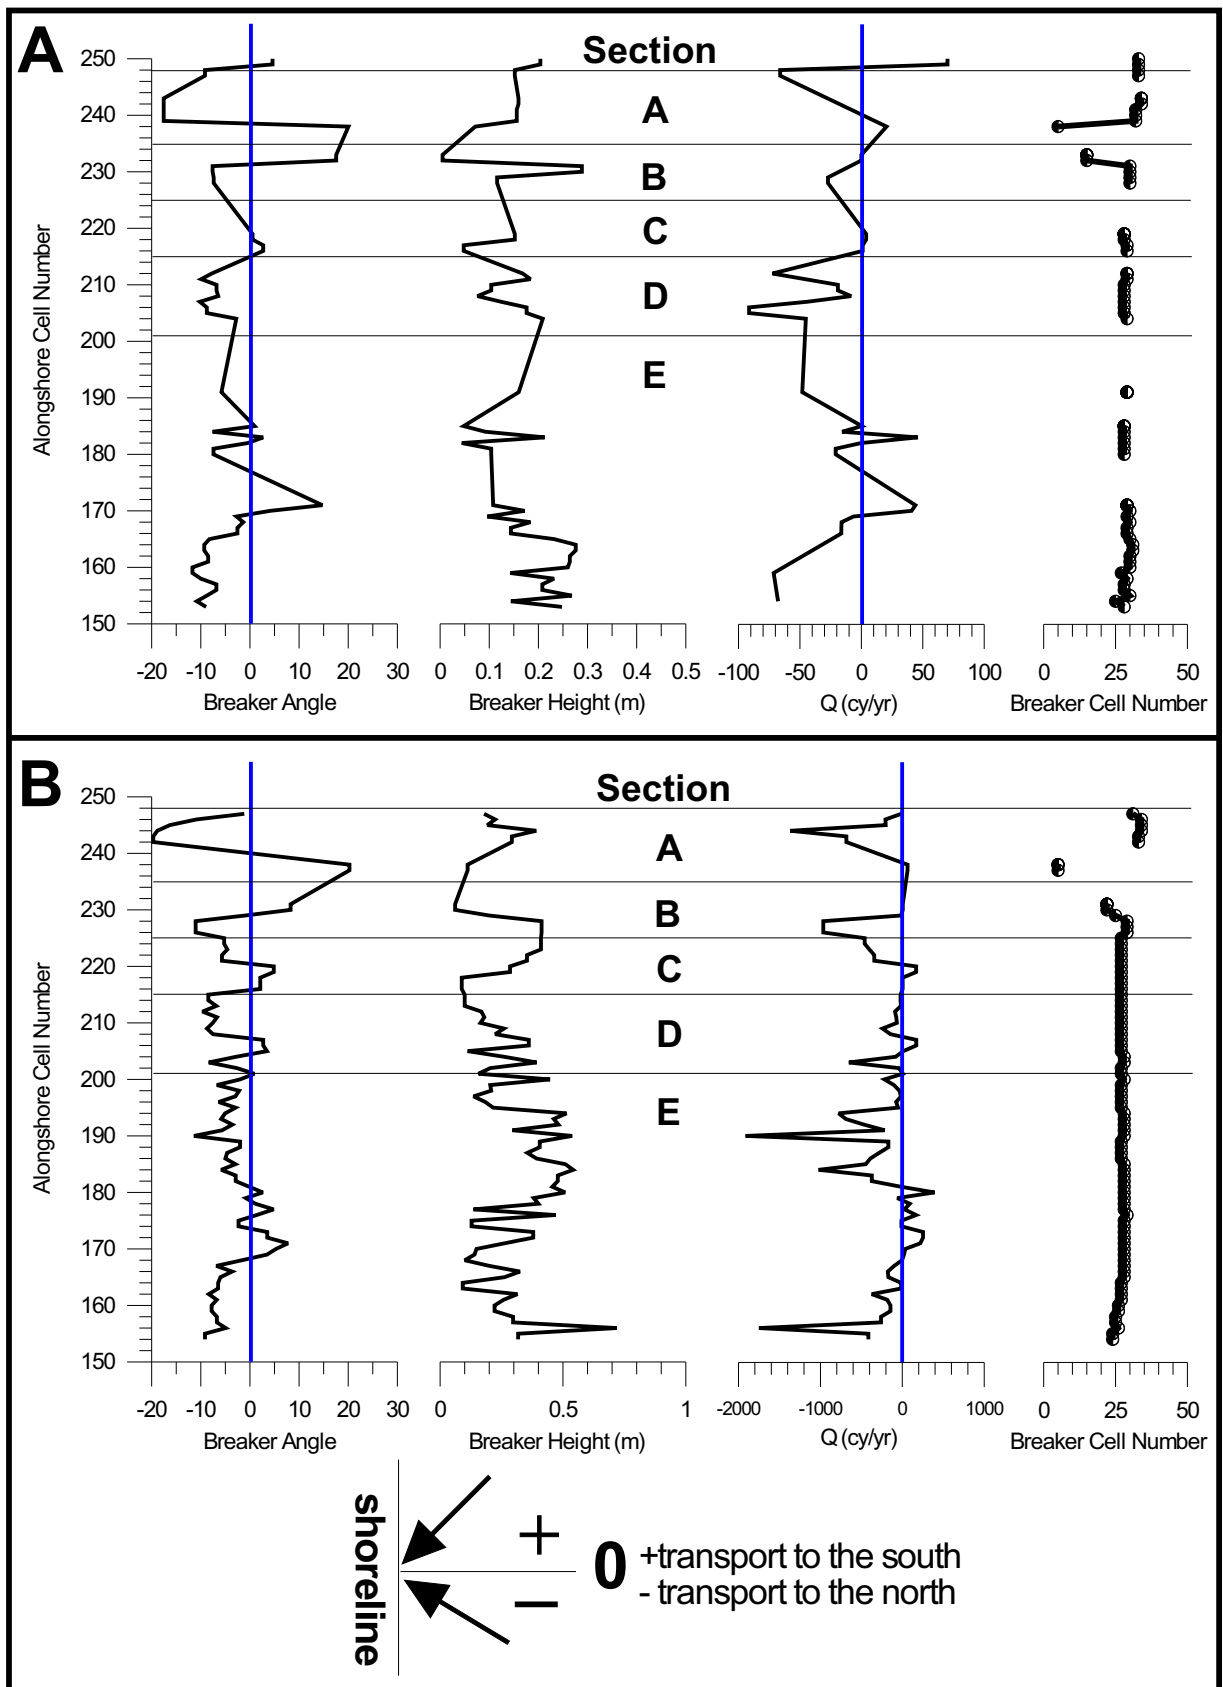 A
Section
250
240
230
220
210
200
190
180
170
160
150
Alongshore Cell Number
A
B
C
D
E
-20 -10 0 10 20 30
0 0.1 0.2 0.3 0.4 0.5
-100 -50 0 50 100
0 25 50
Breaker Angle
Breaker Height (m)
Q (cy/yr)
Breaker Cell Number
B
Section
250
240
230
220
210
200
190
180
170
160
150
Alongshore Cell Number
A
B
C
D
E
-20 -10 0 10 20 30
0 0.5 1
-2000 -1000 0 1000
0 25 50
Breaker Angle
Breaker Height (m)
Q (cy/yr)
Breaker Cell Number
shoreline
+
−
0
+transport to the south
- transport to the north